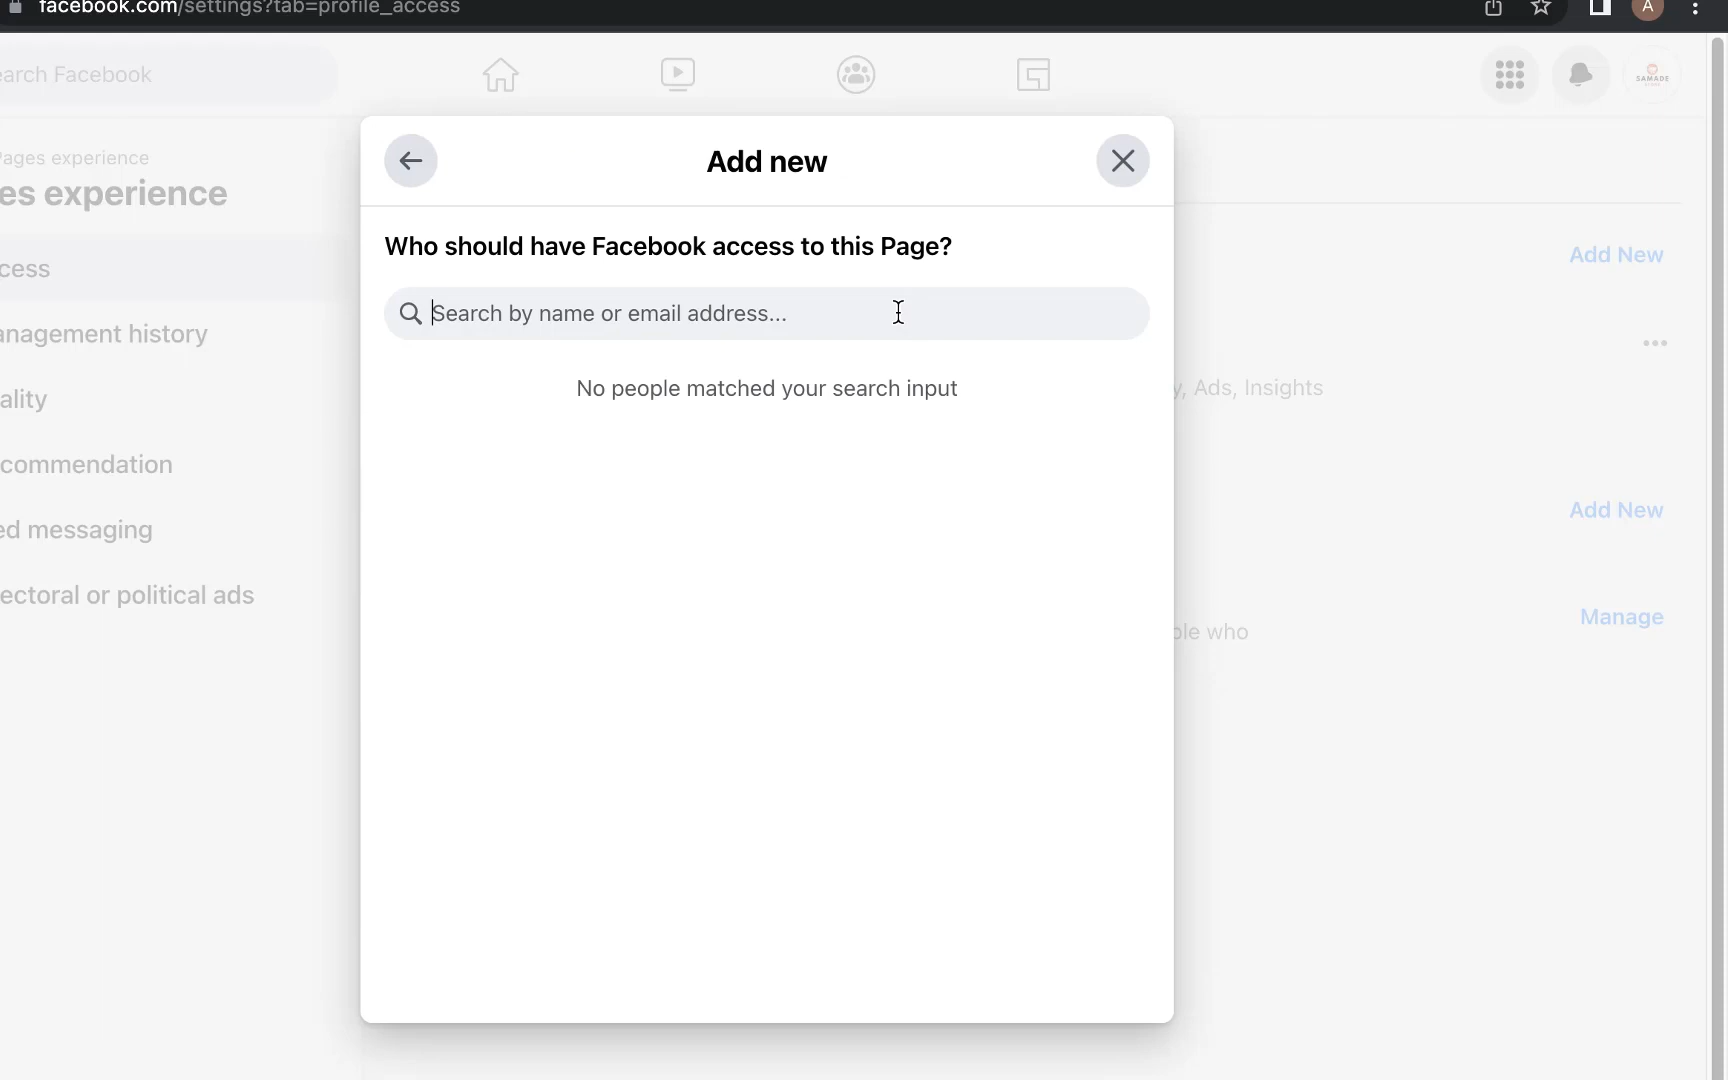 facebook.com/settings?tab=profile_access
A
earch Facebook
SAMADE
Pages experience
es experience
cess
anagement history
ality
commendation
ed messaging
ectoral or political ads
Add new
Who should have Facebook access to this Page?
Search by name or email address...
No people matched your search input
Add New
y, Ads, Insights
Add New
Manage
ple who